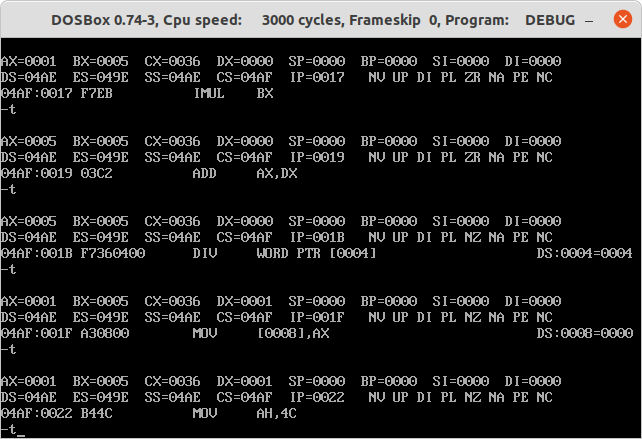 DOSBox 0.74-3, Cpu speed: 3000 cycles, Frameskip 0, Program: DEBUG
AX=0001 BX=0005 CX=0036 DX=0000 SP=0000 BP=0000 SI=0000 DI=0000
DS=04AE ES=049E SS=04AE CS=04AF IP=0017 NV UP DI PL ZR NA PE NC
04AF:0017 F7EB IMUL BX
-t
AX=0005 BX=0005 CX=0036 DX=0000 SP=0000 BP=0000 SI=0000 DI=0000
DS=04AE ES=049E SS=04AE CS=04AF IP=0019 NV UP DI PL ZR NA PE NC
04AF:0019 03C2 ADD AX,DX
-t
AX=0005 BX=0005 CX=0036 DX=0000 SP=0000 BP=0000 SI=0000 DI=0000
DS=04AE ES=049E SS=04AE CS=04AF IP=001B NV UP DI PL NZ NA PE NC
04AF:001B F7360400 DIV WORD PTR [0004] DS:0004=0004
-t
AX=0001 BX=0005 CX=0036 DX=0001 SP=0000 BP=0000 SI=0000 DI=0000
DS=04AE ES=049E SS=04AE CS=04AF IP=001F NV UP DI PL NZ NA PE NC
04AF:001F A30800 MOV [0008],AX DS:0008=0000
-t
AX=0001 BX=0005 CX=0036 DX=0001 SP=0000 BP=0000 SI=0000 DI=0000
DS=04AE ES=049E SS=04AE CS=04AF IP=0022 NV UP DI PL NZ NA PE NC
04AF:0022 B44C MOV AH,4C
-t_